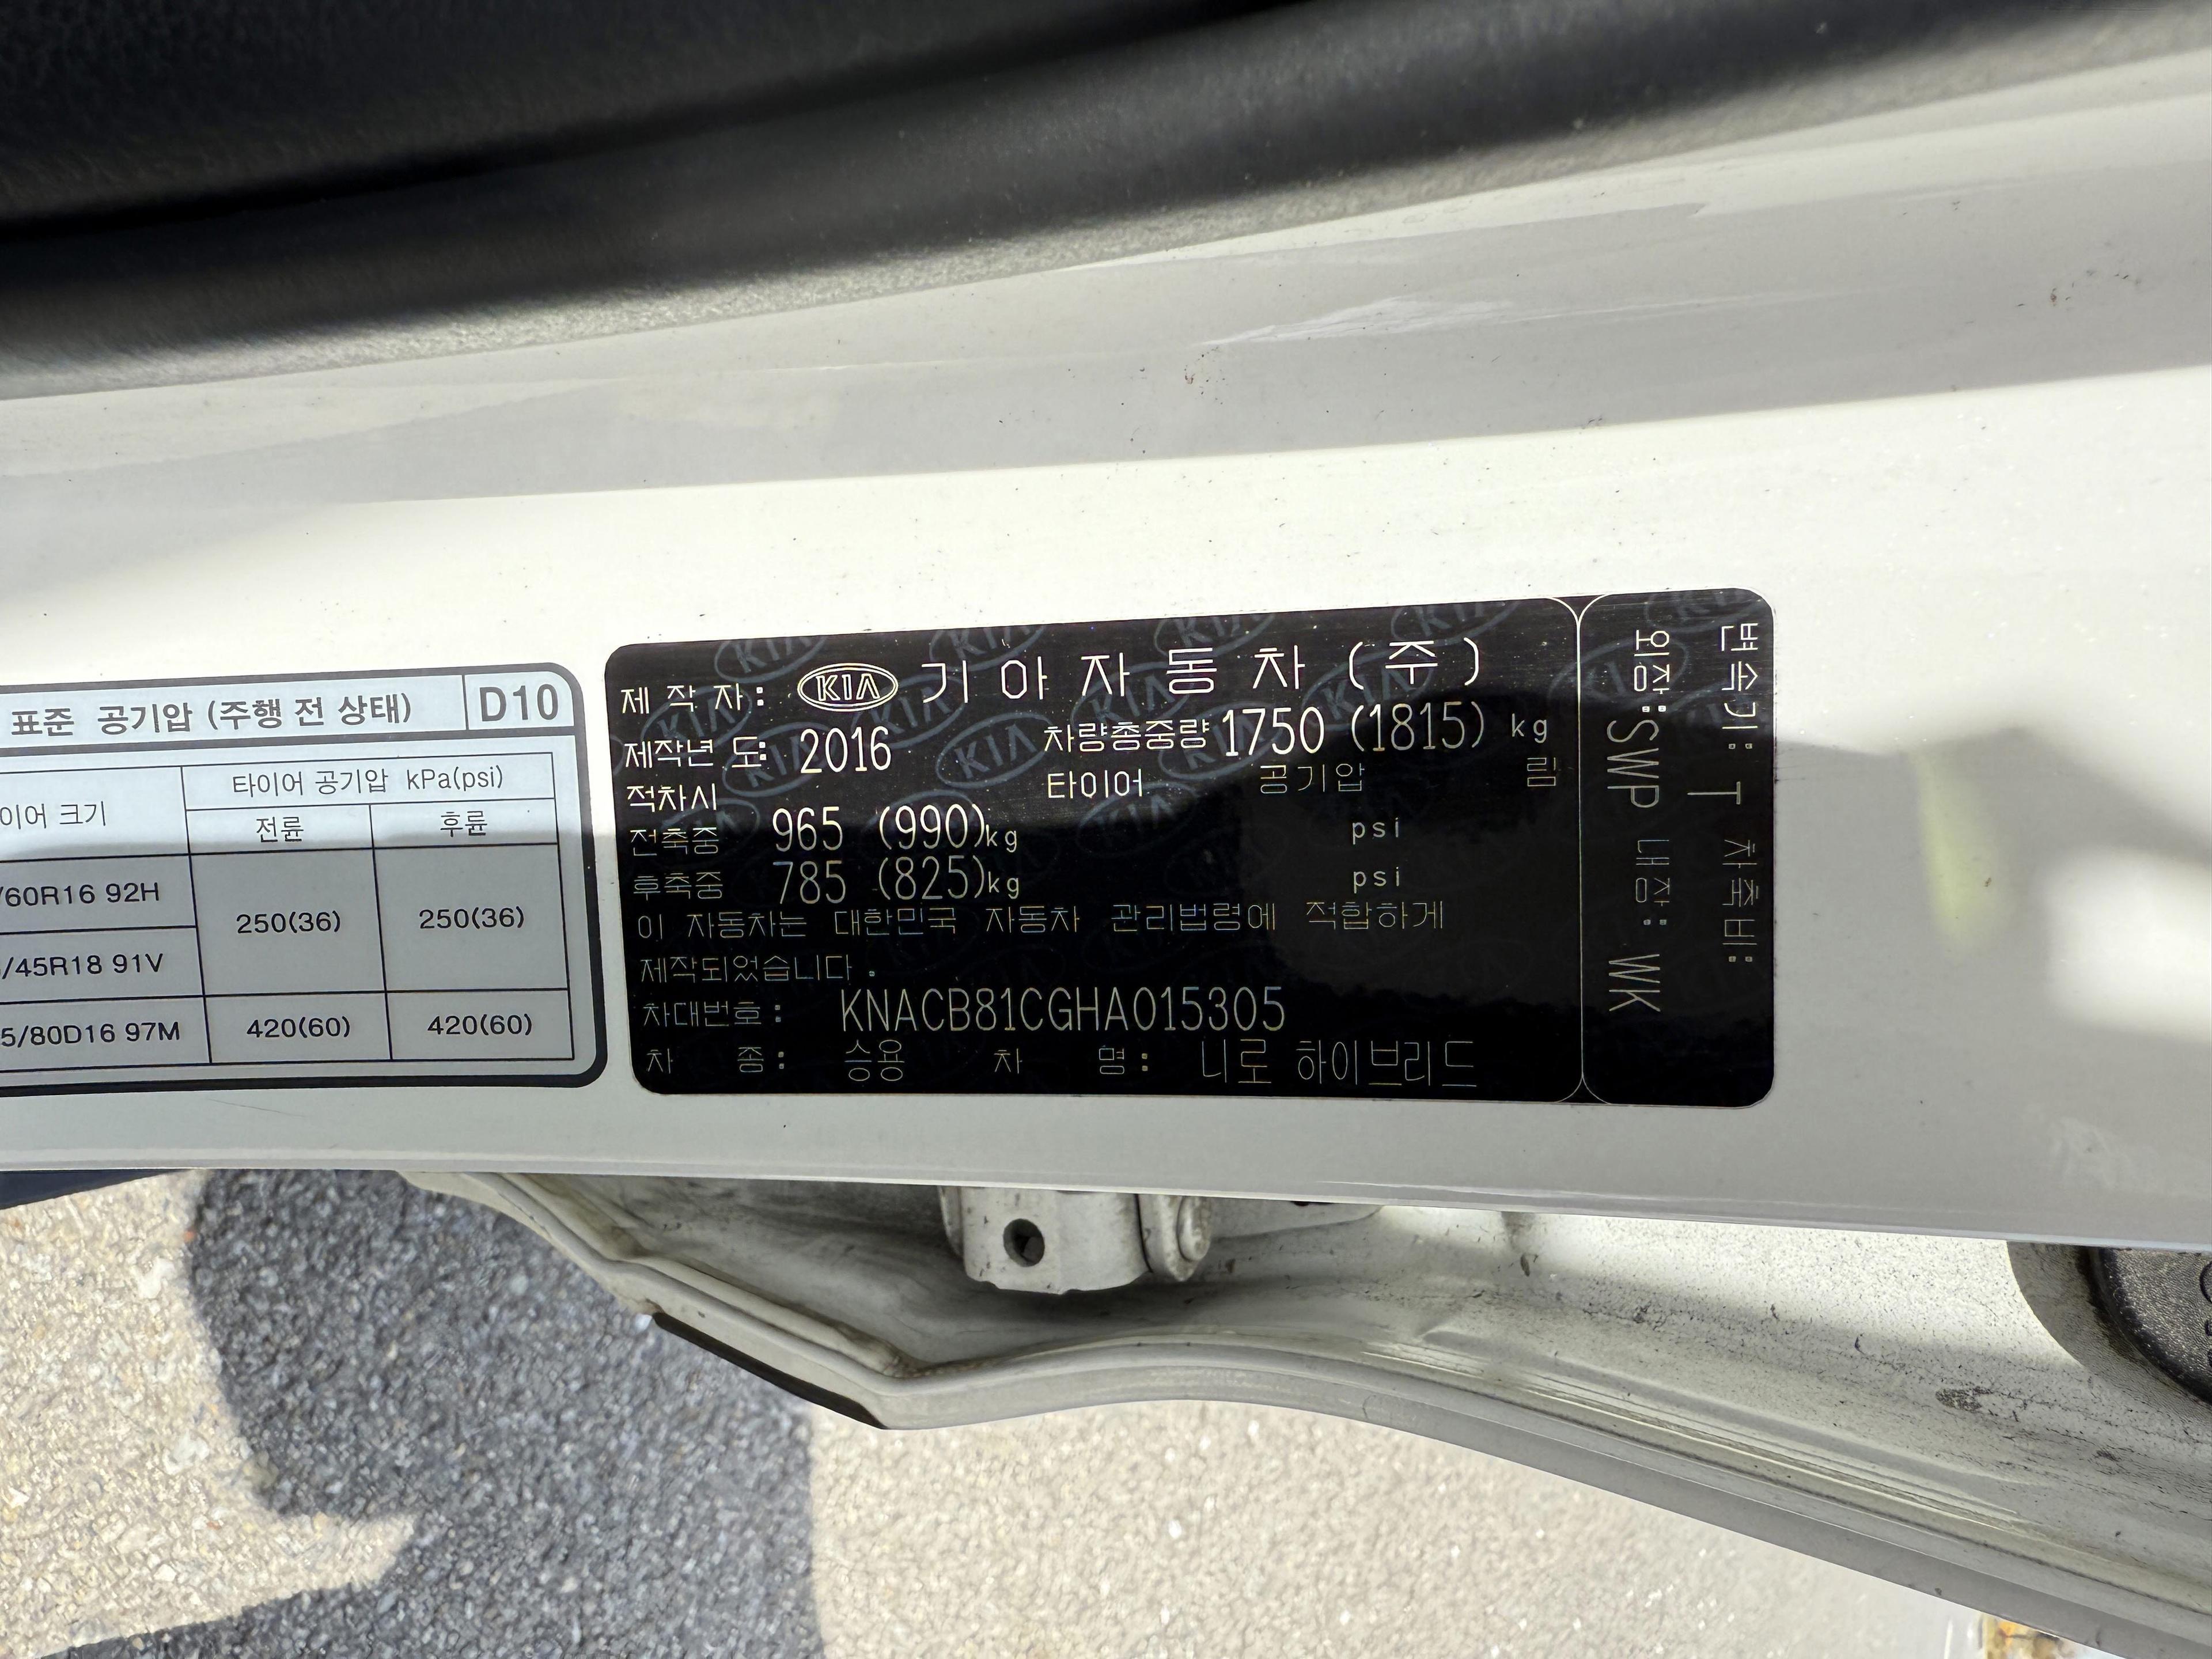 표준 공기압 (주행 전 상태) D10
이어 크기 타이어 공기압 kPa(psi)
전륜 후륜
/60R16 92H 250(36) 250(36)
/45R18 91V
5/80D16 97M 420(60) 420(60)
제 작 자: KIA 기 아 자 동 차 ( 주 )
제작년 도: 2016 차량총중량 1750 (1815) kg
적차시 타이어 공기압 림
전축중 965 (990)kg psi
후축중 785 (825)kg psi
이 자동차는 대한민국 자동차 관리법령에 적합하게
제작되었습니다 .
차대번호: KNACB81CGHA015305
차 종: 승용 차 명: 니로 하이브리드
변속기: T 차축비:
외장:SWP 내장: WK